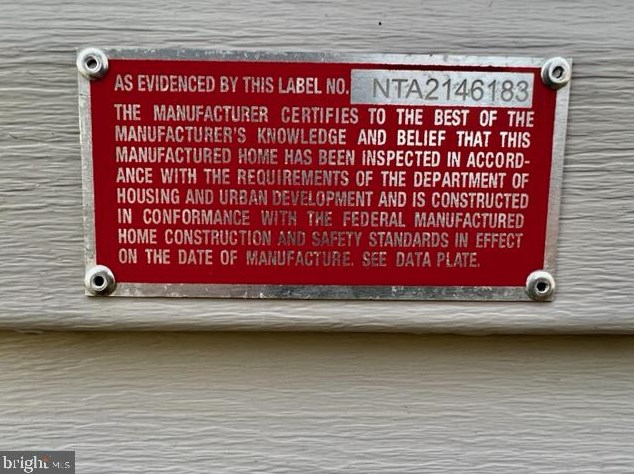 AS EVIDENCED BY THIS LABEL NO. NTA2146183
THE MANUFACTURER CERTIFIES TO THE BEST OF THE
MANUFACTURER'S KNOWLEDGE AND BELIEF THAT THIS
MANUFACTURED HOME HAS BEEN INSPECTED IN ACCORD-
ANCE WITH THE REQUIREMENTS OF THE DEPARTMENT OF
HOUSING AND URBAN DEVELOPMENT AND IS CONSTRUCTED
IN CONFORMANCE WITH THE FEDERAL MANUFACTURED
HOME CONSTRUCTION AND SAFETY STANDARDS IN EFFECT
ON THE DATE OF MANUFACTURE. SEE DATA PLATE.
bright MLS